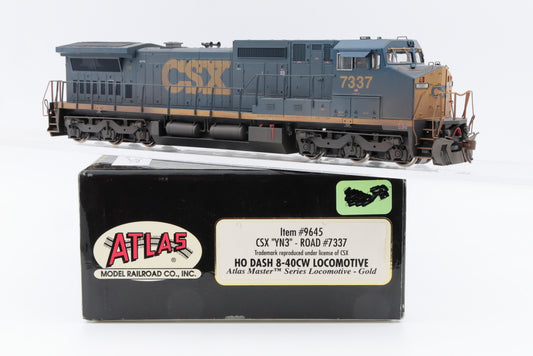 CSX
7337
ATLAS
MODEL RAILROAD CO., INC.
Item #9645
CSX "YN3" - ROAD #7337
Trademark reproduced under license of CSX
HO DASH 8-40CW LOCOMOTIVE
Atlas Master™ Series Locomotive - Gold